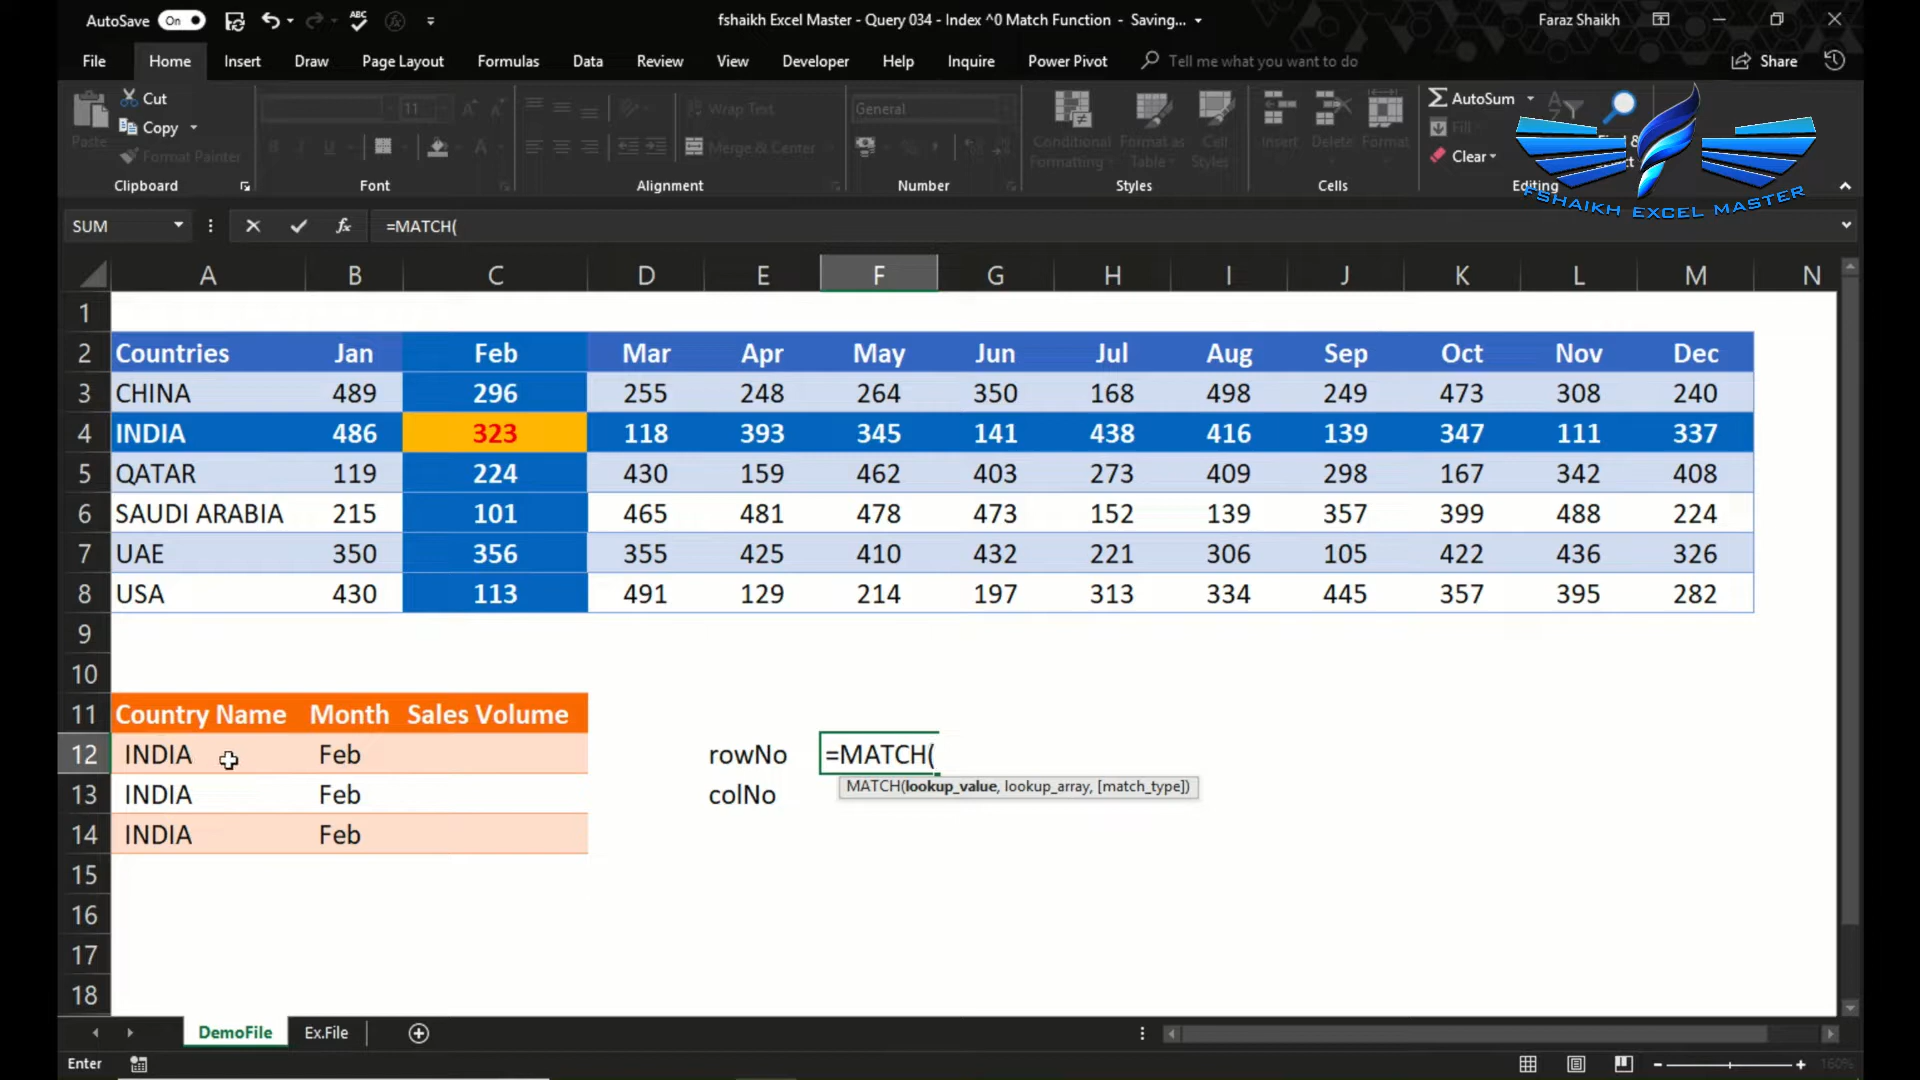 AutoSave On fshaikh Excel Master - Query 034 - Index ^0 Match Function - Saving... Faraz Shaikh
File Home Insert Draw Page Layout Formulas Data Review View Developer Help Inquire Power Pivot Tell me what you want to do Share
Paste Cut Copy Format Painter
11 Wrap Text Merge & Center General
Conditional Formatting Format as Table Cell Styles Insert Delete Format
AutoSum Fill Clear
Clipboard Font Alignment Number Styles Cells Editing
FSHAIKH EXCEL MASTER
SUM fx =MATCH(
A B C D E F G H I J K L M N
1
2 Countries Jan Feb Mar Apr May Jun Jul Aug Sep Oct Nov Dec
3 CHINA 489 296 255 248 264 350 168 498 249 473 308 240
4 INDIA 486 323 118 393 345 141 438 416 139 347 111 337
5 QATAR 119 224 430 159 462 403 273 409 298 167 342 408
6 SAUDI ARABIA 215 101 465 481 478 473 152 139 357 399 488 224
7 UAE 350 356 355 425 410 432 221 306 105 422 436 326
8 USA 430 113 491 129 214 197 313 334 445 357 395 282
9
10
11 Country Name Month Sales Volume
12 INDIA Feb rowNo =MATCH(
MATCH(lookup_value, lookup_array, [match_type])
13 INDIA Feb colNo
14 INDIA Feb
15
16
17
18
DemoFile Ex.File
Enter 160%